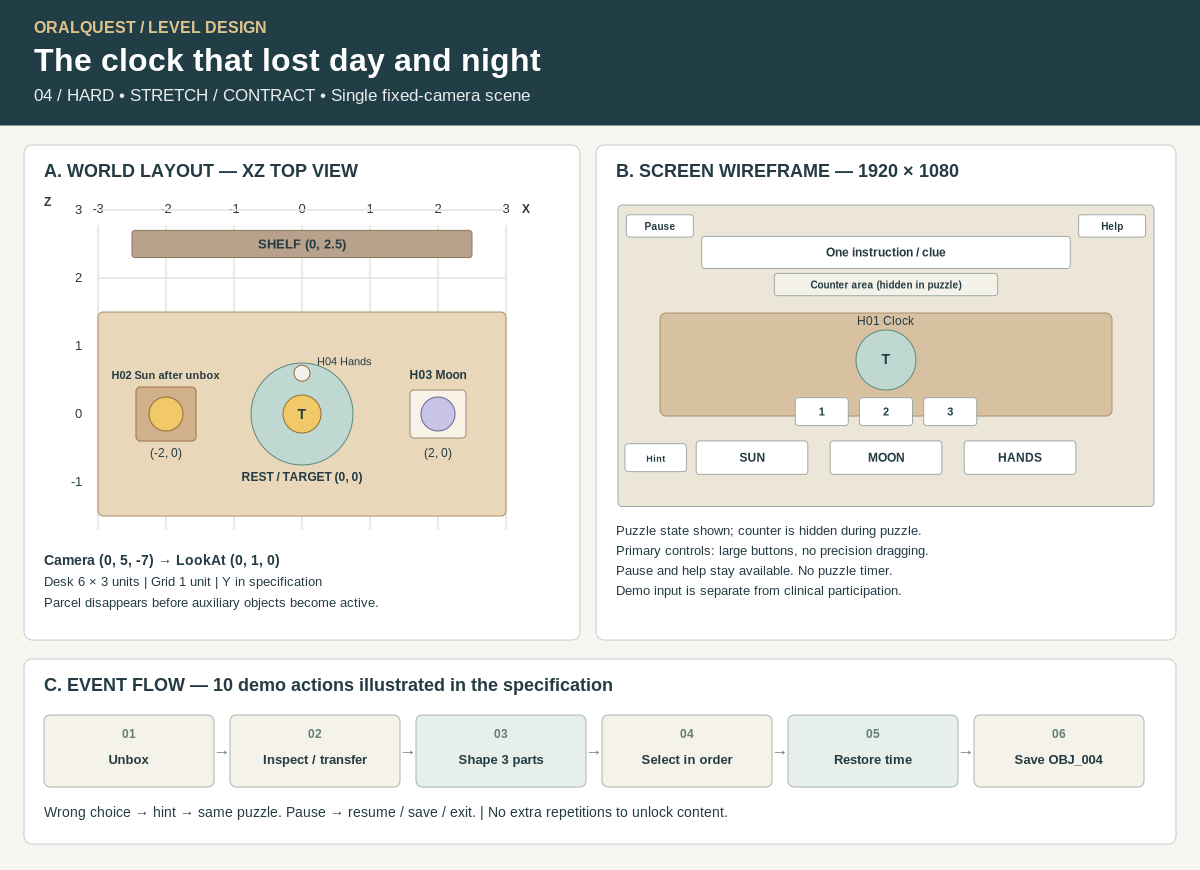 ORALQUEST / LEVEL DESIGN
The clock that lost day and night
04 / HARD • STRETCH / CONTRACT • Single fixed-camera scene
A. WORLD LAYOUT — XZ TOP VIEW
Z
3 -3 -2 -1 0 1 2 3 X
SHELF (0, 2.5)
2
1
H04 Hands
H02 Sun after unbox
H03 Moon
0
T
(-2, 0)
(2, 0)
REST / TARGET (0, 0)
-1
Camera (0, 5, -7) → LookAt (0, 1, 0)
Desk 6 × 3 units | Grid 1 unit | Y in specification
Parcel disappears before auxiliary objects become active.
B. SCREEN WIREFRAME — 1920 × 1080
Pause
Help
One instruction / clue
Counter area (hidden in puzzle)
H01 Clock
T
1
2
3
Hint
SUN
MOON
HANDS
Puzzle state shown; counter is hidden during puzzle.
Primary controls: large buttons, no precision dragging.
Pause and help stay available. No puzzle timer.
Demo input is separate from clinical participation.
C. EVENT FLOW — 10 demo actions illustrated in the specification
01
Unbox
→
02
Inspect / transfer
→
03
Shape 3 parts
→
04
Select in order
→
05
Restore time
→
06
Save OBJ_004
Wrong choice → hint → same puzzle. Pause → resume / save / exit. | No extra repetitions to unlock content.